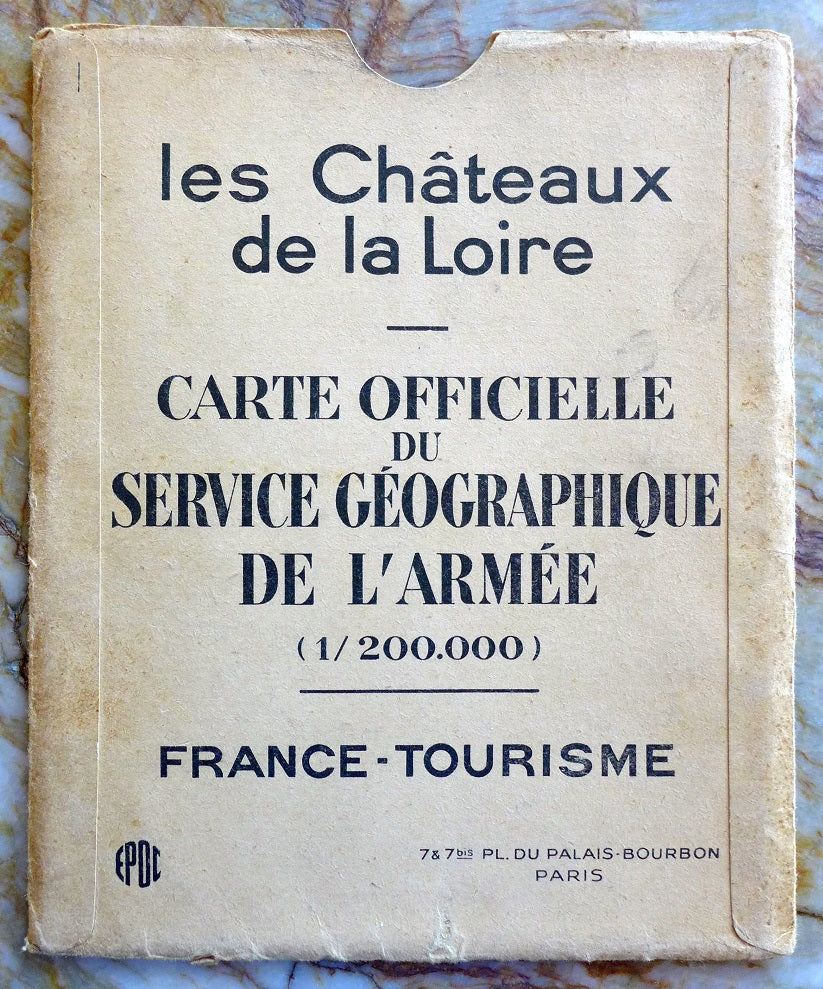 les Châteaux
de la Loire
CARTE OFFICIELLE
DU
SERVICE GÉOGRAPHIQUE
DE L'ARMÉE
(1/200.000)
FRANCE-TOURISME
EPOC
7 & 7bis PL. DU PALAIS-BOURBON
PARIS